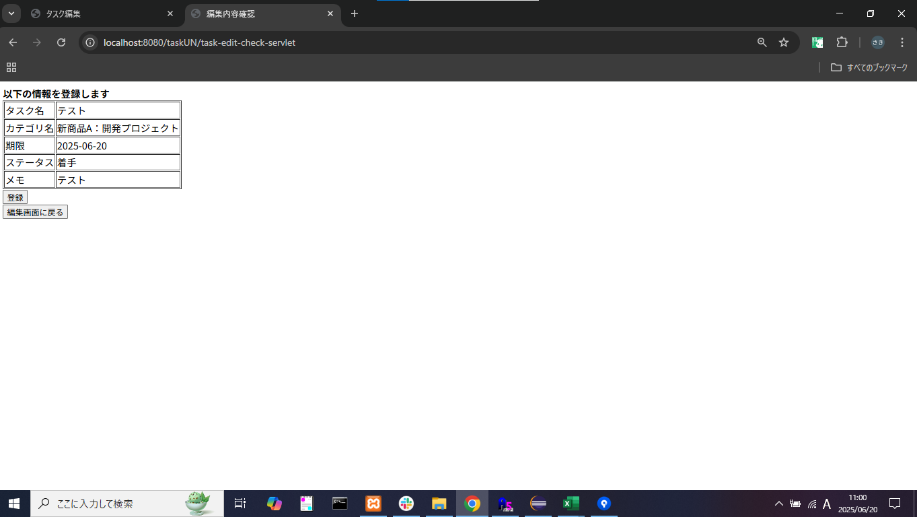 タスク編集
編集内容確認
localhost:8080/taskUN/task-edit-check-servlet
すべてのブックマーク
以下の情報を登録します
タスク名 テスト
カテゴリ名 新商品A：開発プロジェクト
期限 2025-06-20
ステータス 着手
メモ テスト
登録
編集画面に戻る
ここに入力して検索
A
11:00
2025/06/20